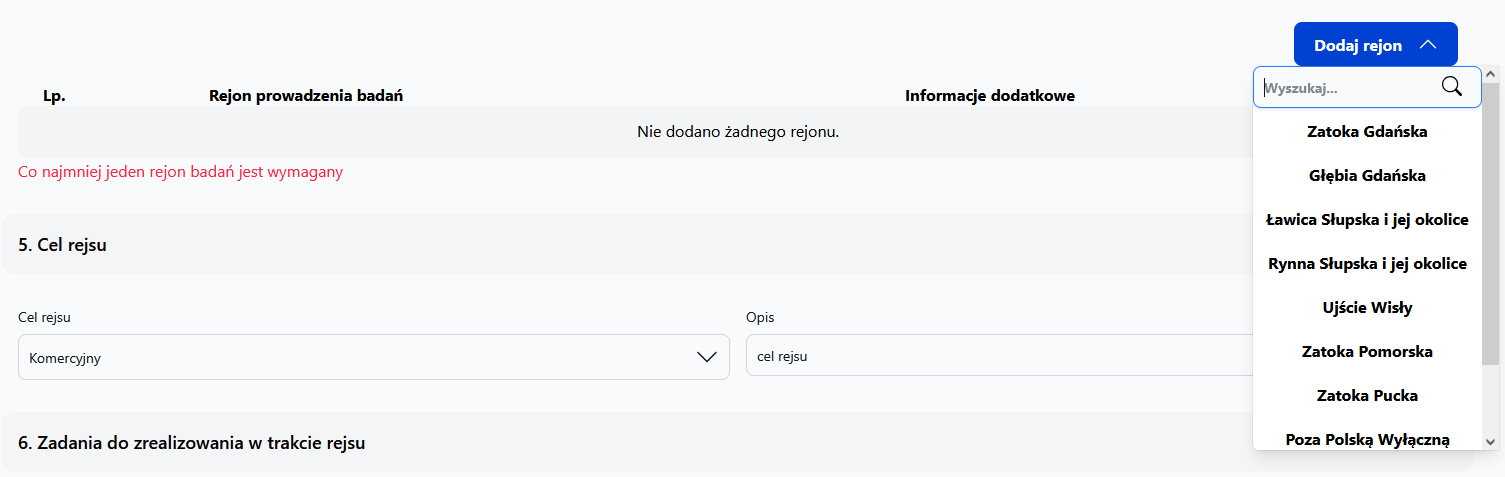 Dodaj rejon
Wyszukaj...
Lp. Rejon prowadzenia badań Informacje dodatkowe
Nie dodano żadnego rejonu.
Co najmniej jeden rejon badań jest wymagany
Zatoka Gdańska
Głębia Gdańska
Ławica Słupska i jej okolice
Rynna Słupska i jej okolice
Ujście Wisły
Zatoka Pomorska
Zatoka Pucka
Poza Polską Wyłączną
5. Cel rejsu
Cel rejsu
Komercyjny
Opis
cel rejsu
6. Zadania do zrealizowania w trakcie rejsu